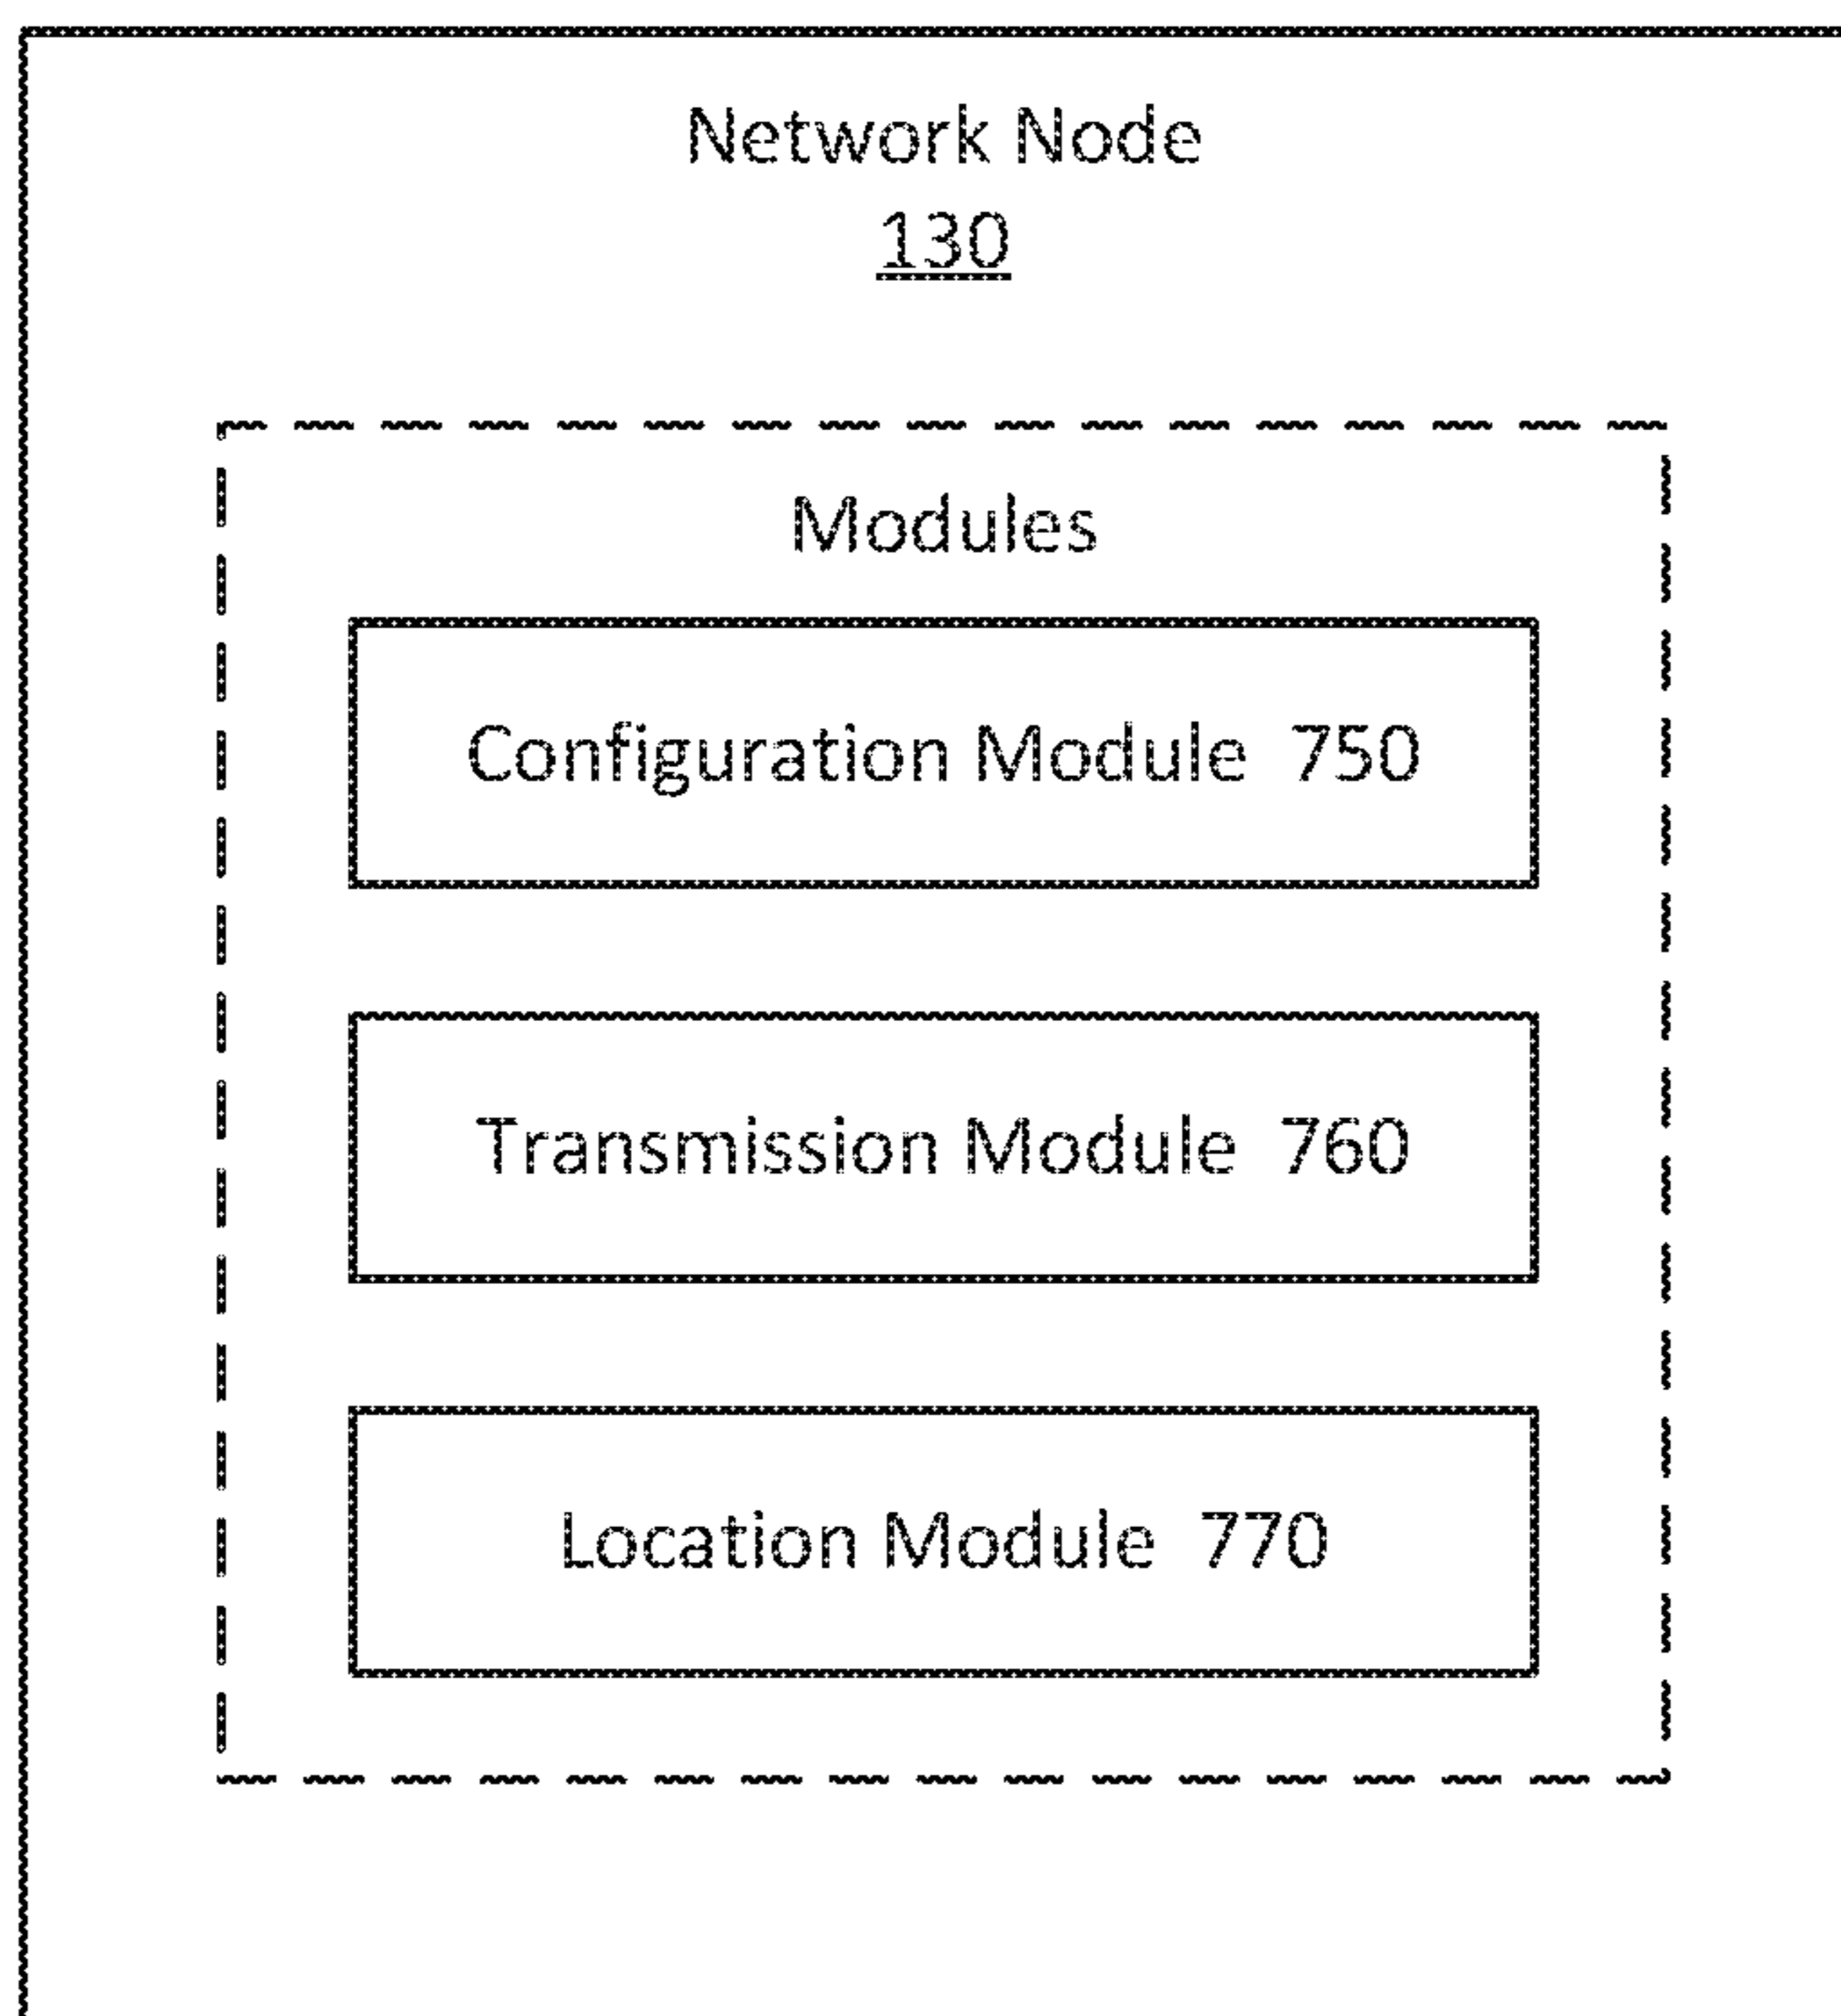 Network Node
130
Modules
Configuration Module 750
Transmission Module 760
Location Module 770